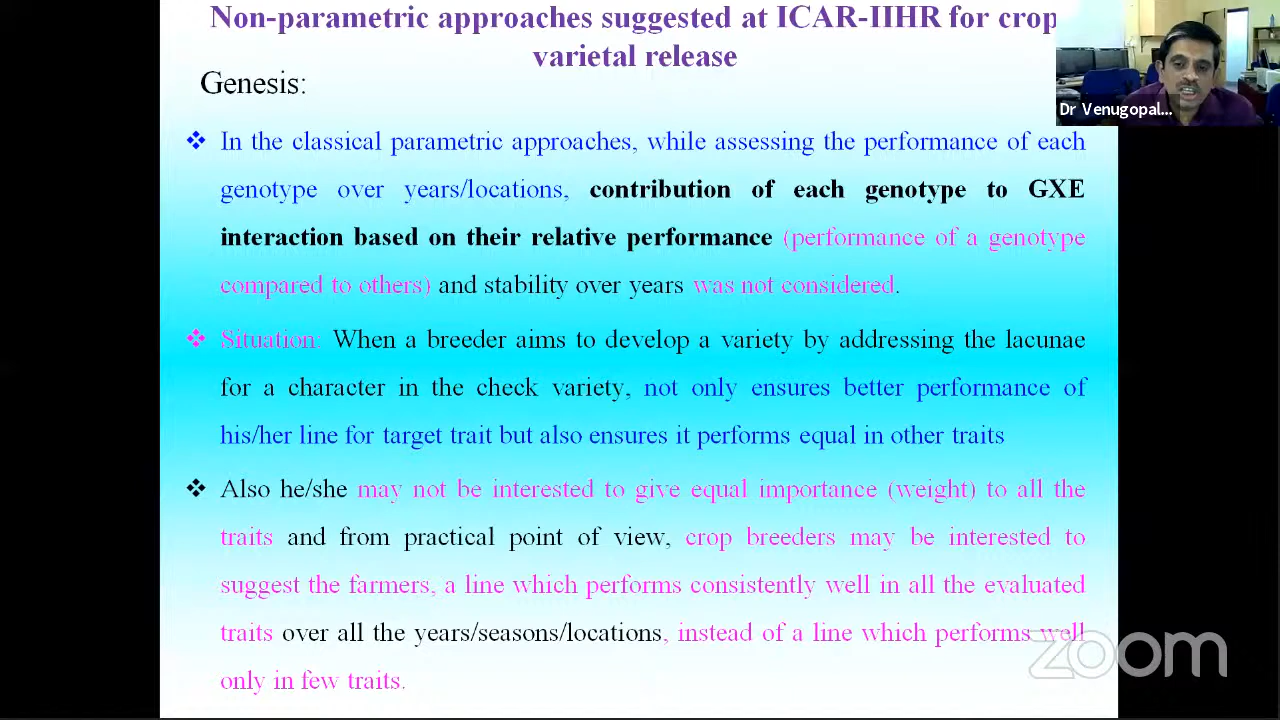 Non-parametric approaches suggested at ICAR-IIHR for crop
varietal release
Genesis:
Dr Venugopal...
❖ In the classical parametric approaches, while assessing the performance of each
genotype over years/locations, contribution of each genotype to GXE
interaction based on their relative performance (performance of a genotype
compared to others) and stability over years was not considered.
❖ Situation: When a breeder aims to develop a variety by addressing the lacunae
for a character in the check variety, not only ensures better performance of
his/her line for target trait but also ensures it performs equal in other traits
❖ Also he/she may not be interested to give equal importance (weight) to all the
traits and from practical point of view, crop breeders may be interested to
suggest the farmers, a line which performs consistently well in all the evaluated
traits over all the years/seasons/locations, instead of a line which performs well
only in few traits.
zoom